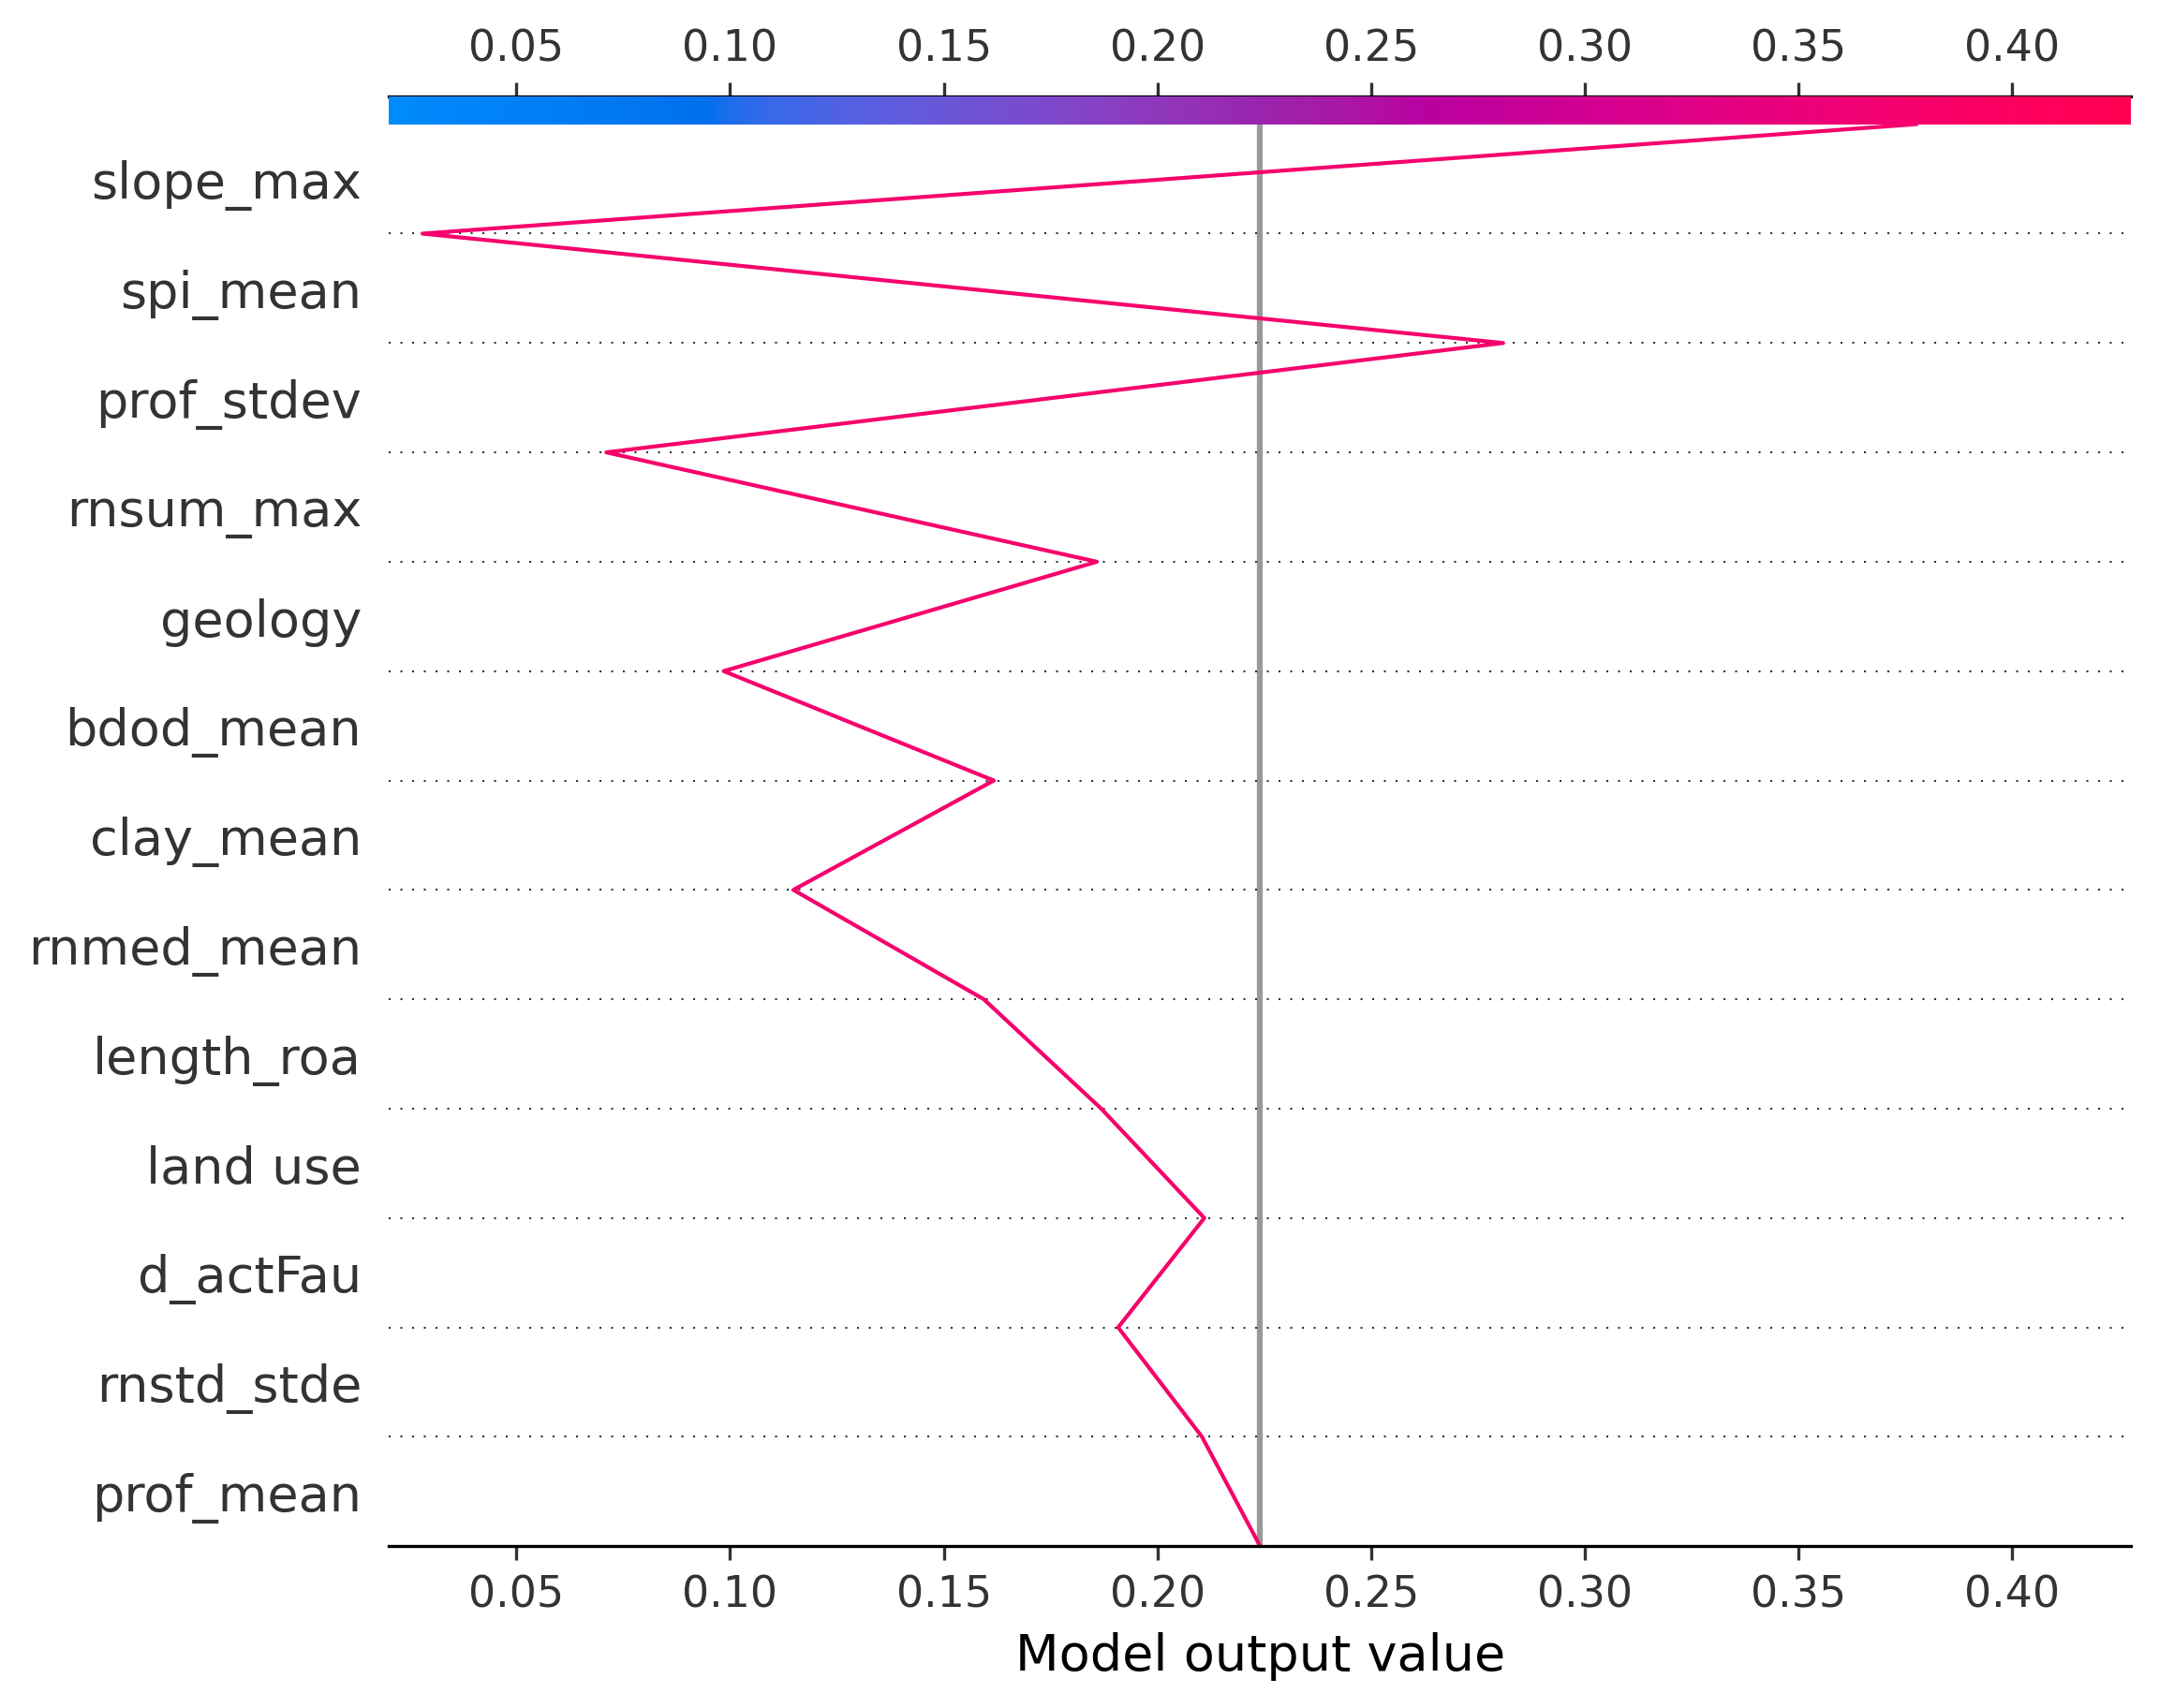 0.05 0.10 0.15 0.20 0.25 0.30 0.35 0.40
slope_max
spi_mean
prof_stdev
rnsum_max
geology
bdod_mean
clay_mean
rnmed_mean
length_roa
land use
d_actFau
rnstd_stde
prof_mean
0.05 0.10 0.15 0.20 0.25 0.30 0.35 0.40
Model output value